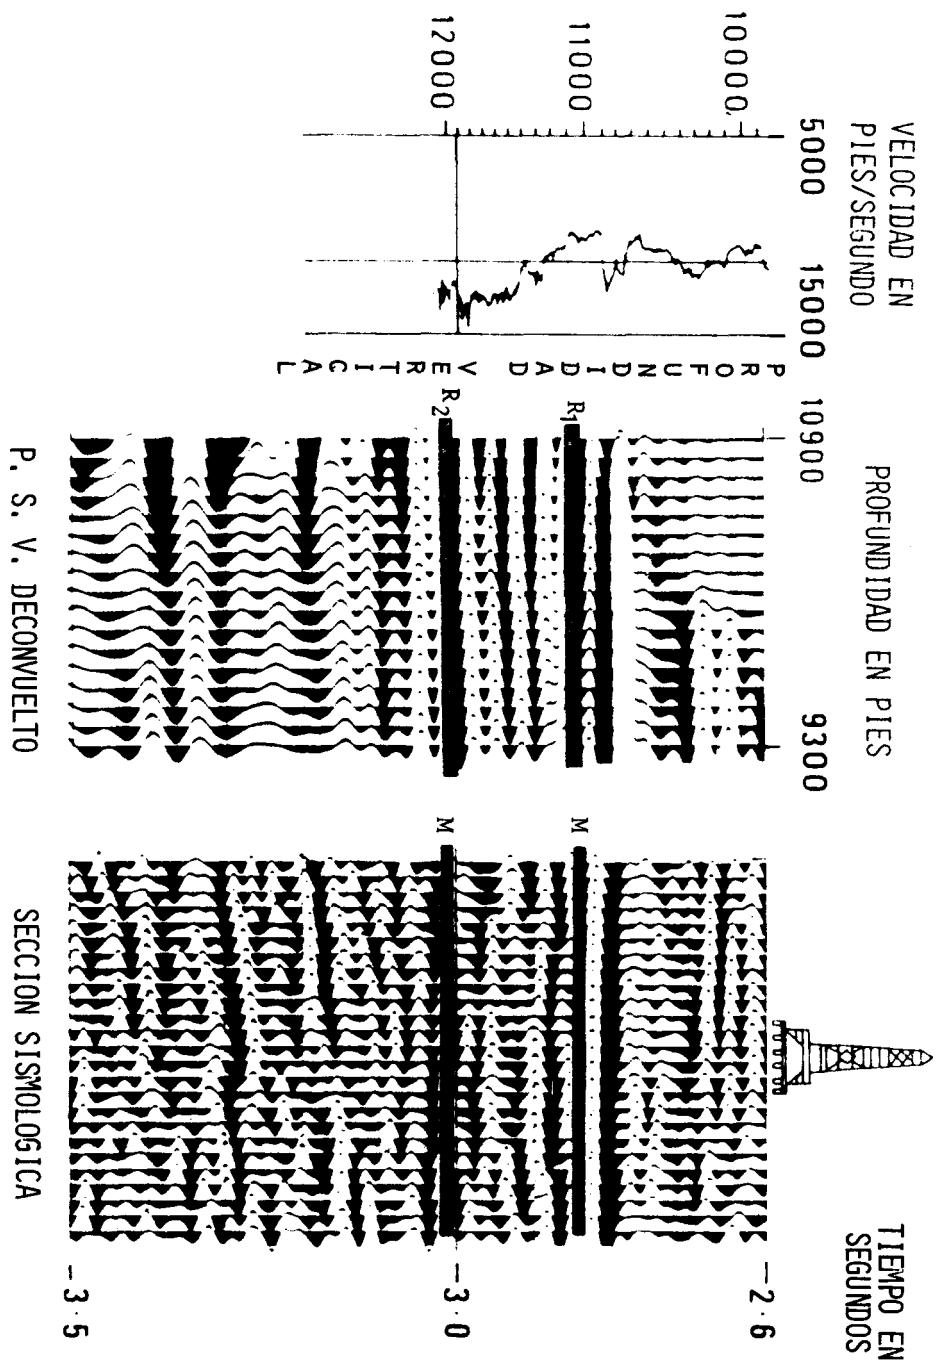 VELOCIDAD EN
PIES/SEGUNDO
5000
15000
10000
11000
12000
PROFUNDIDAD VERTICAL
PROFUNDIDAD EN PIES
10900
9300
R1
R2
P. S. V. DECONVUELTO
M
M
SECCION SISMOLOGICA
TIEMPO EN
SEGUNDOS
-2.6
-3.0
-3.5